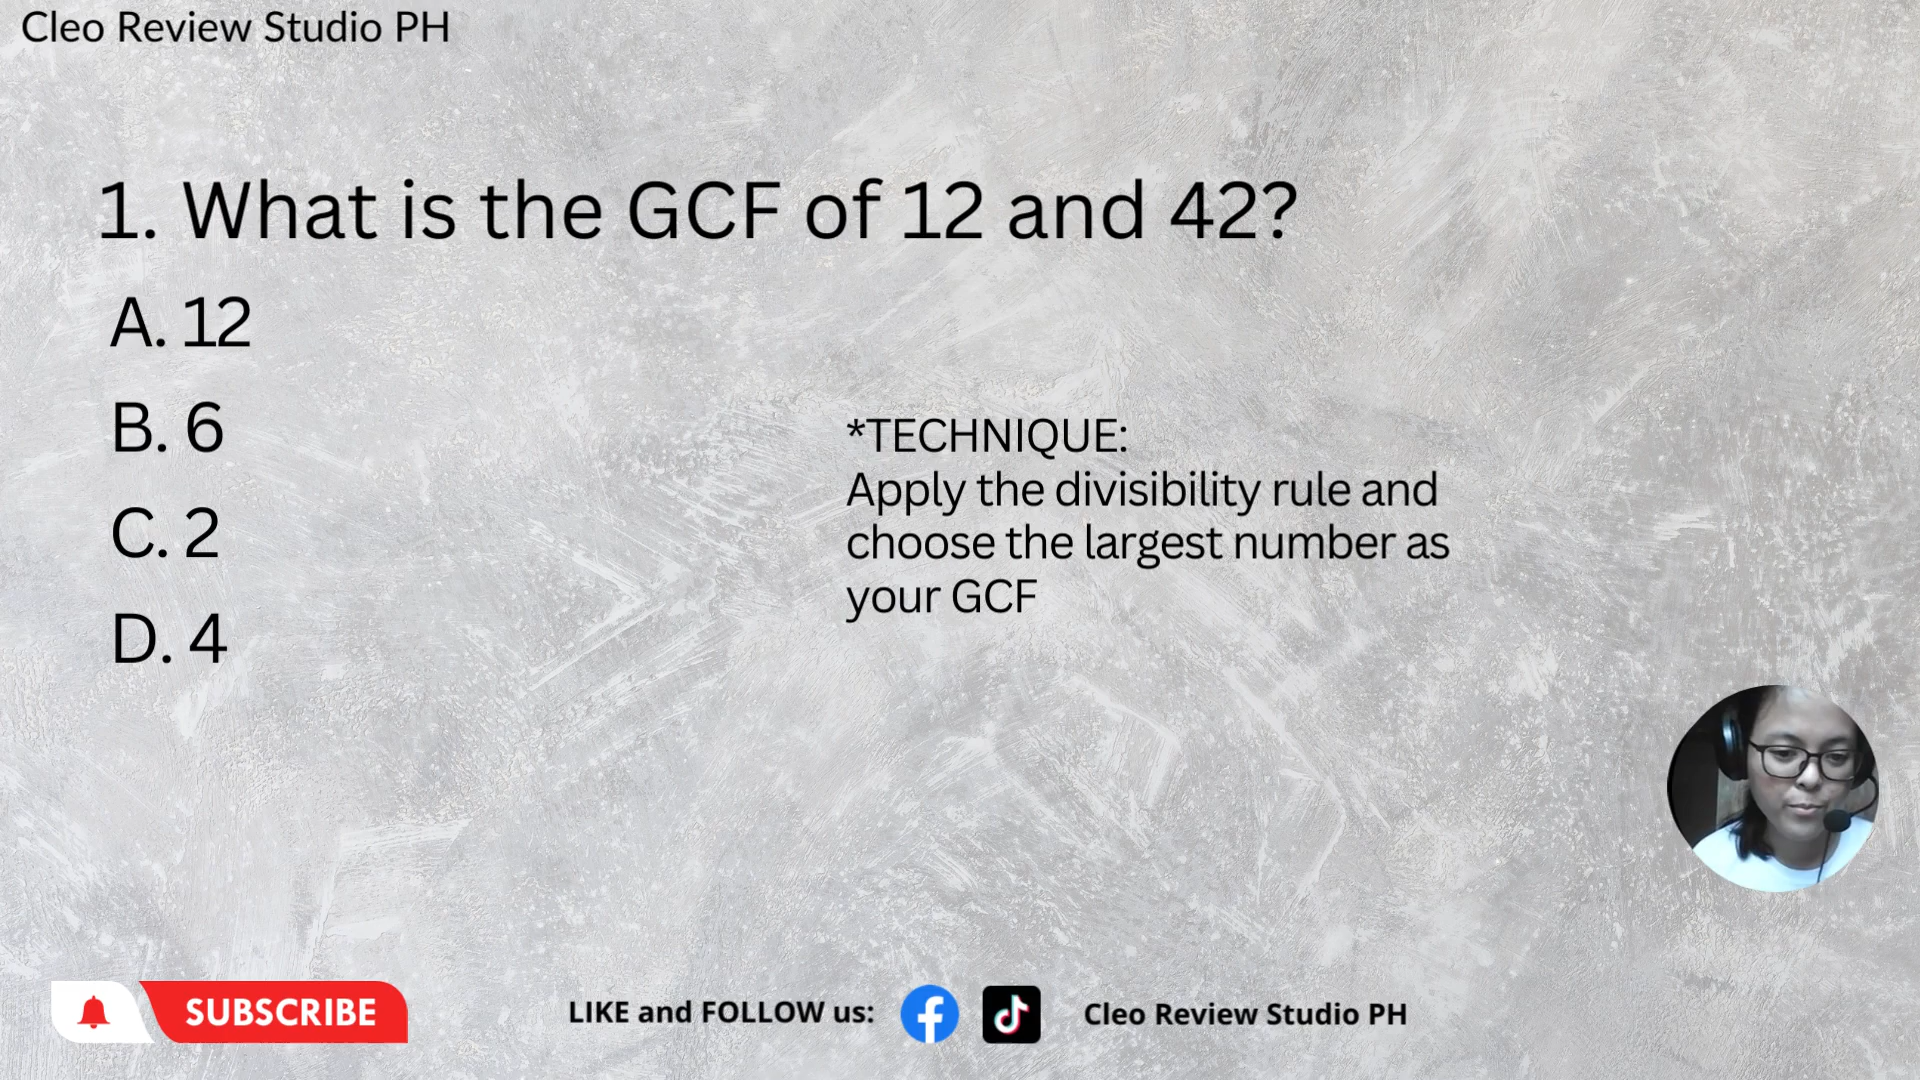 Cleo Review Studio PH
1. What is the GCF of 12 and 42?
A. 12
B. 6
C. 2
D. 4
*TECHNIQUE:
Apply the divisibility rule and
choose the largest number as
your GCF
SUBSCRIBE
LIKE and FOLLOW us:
Cleo Review Studio PH